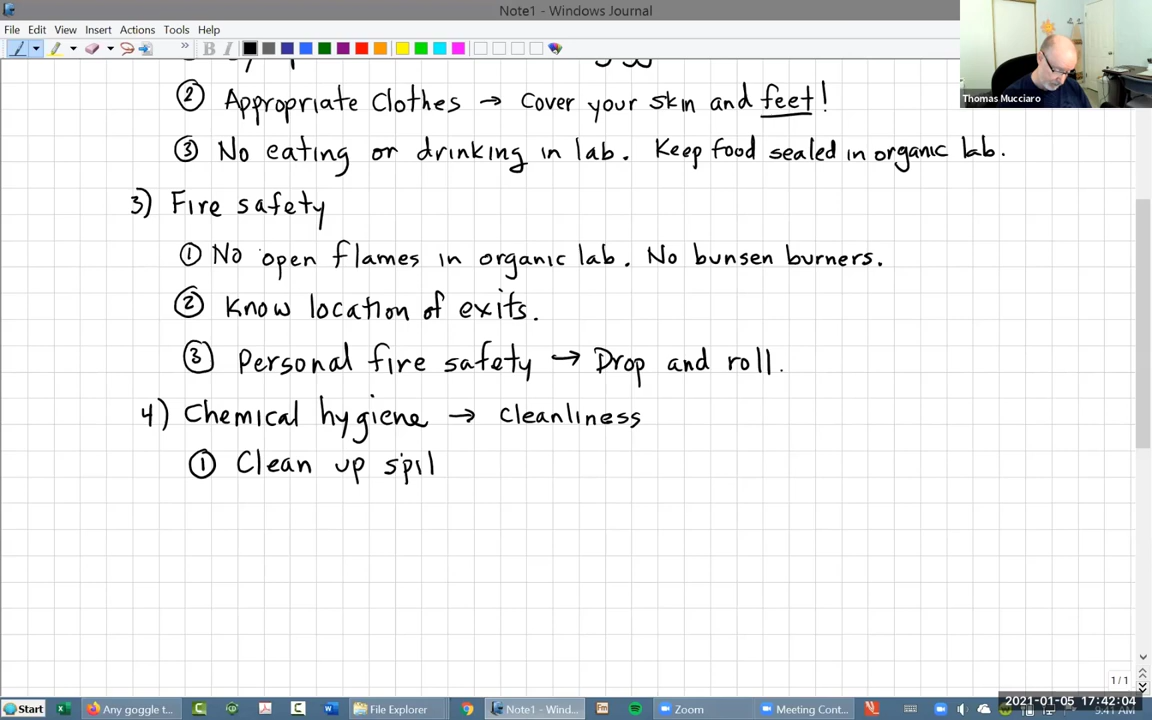 Note1 - Windows Journal
File Edit View Insert Actions Tools Help
B I
② Appropriate Clothes → Cover your skin and feet!
Thomas Mucciaro
③ No eating or drinking in lab. Keep food sealed in organic lab.
3) Fire safety
① No open flames in organic lab. No bunsen burners.
② Know location of exits.
③ Personal fire safety → Drop and roll.
4) Chemical hygiene → cleanliness
① Clean up spil
1/1
Start Any goggle t... File Explorer Note1 - Wind... Zoom Meeting Cont... 2021-01-05 17:42:04